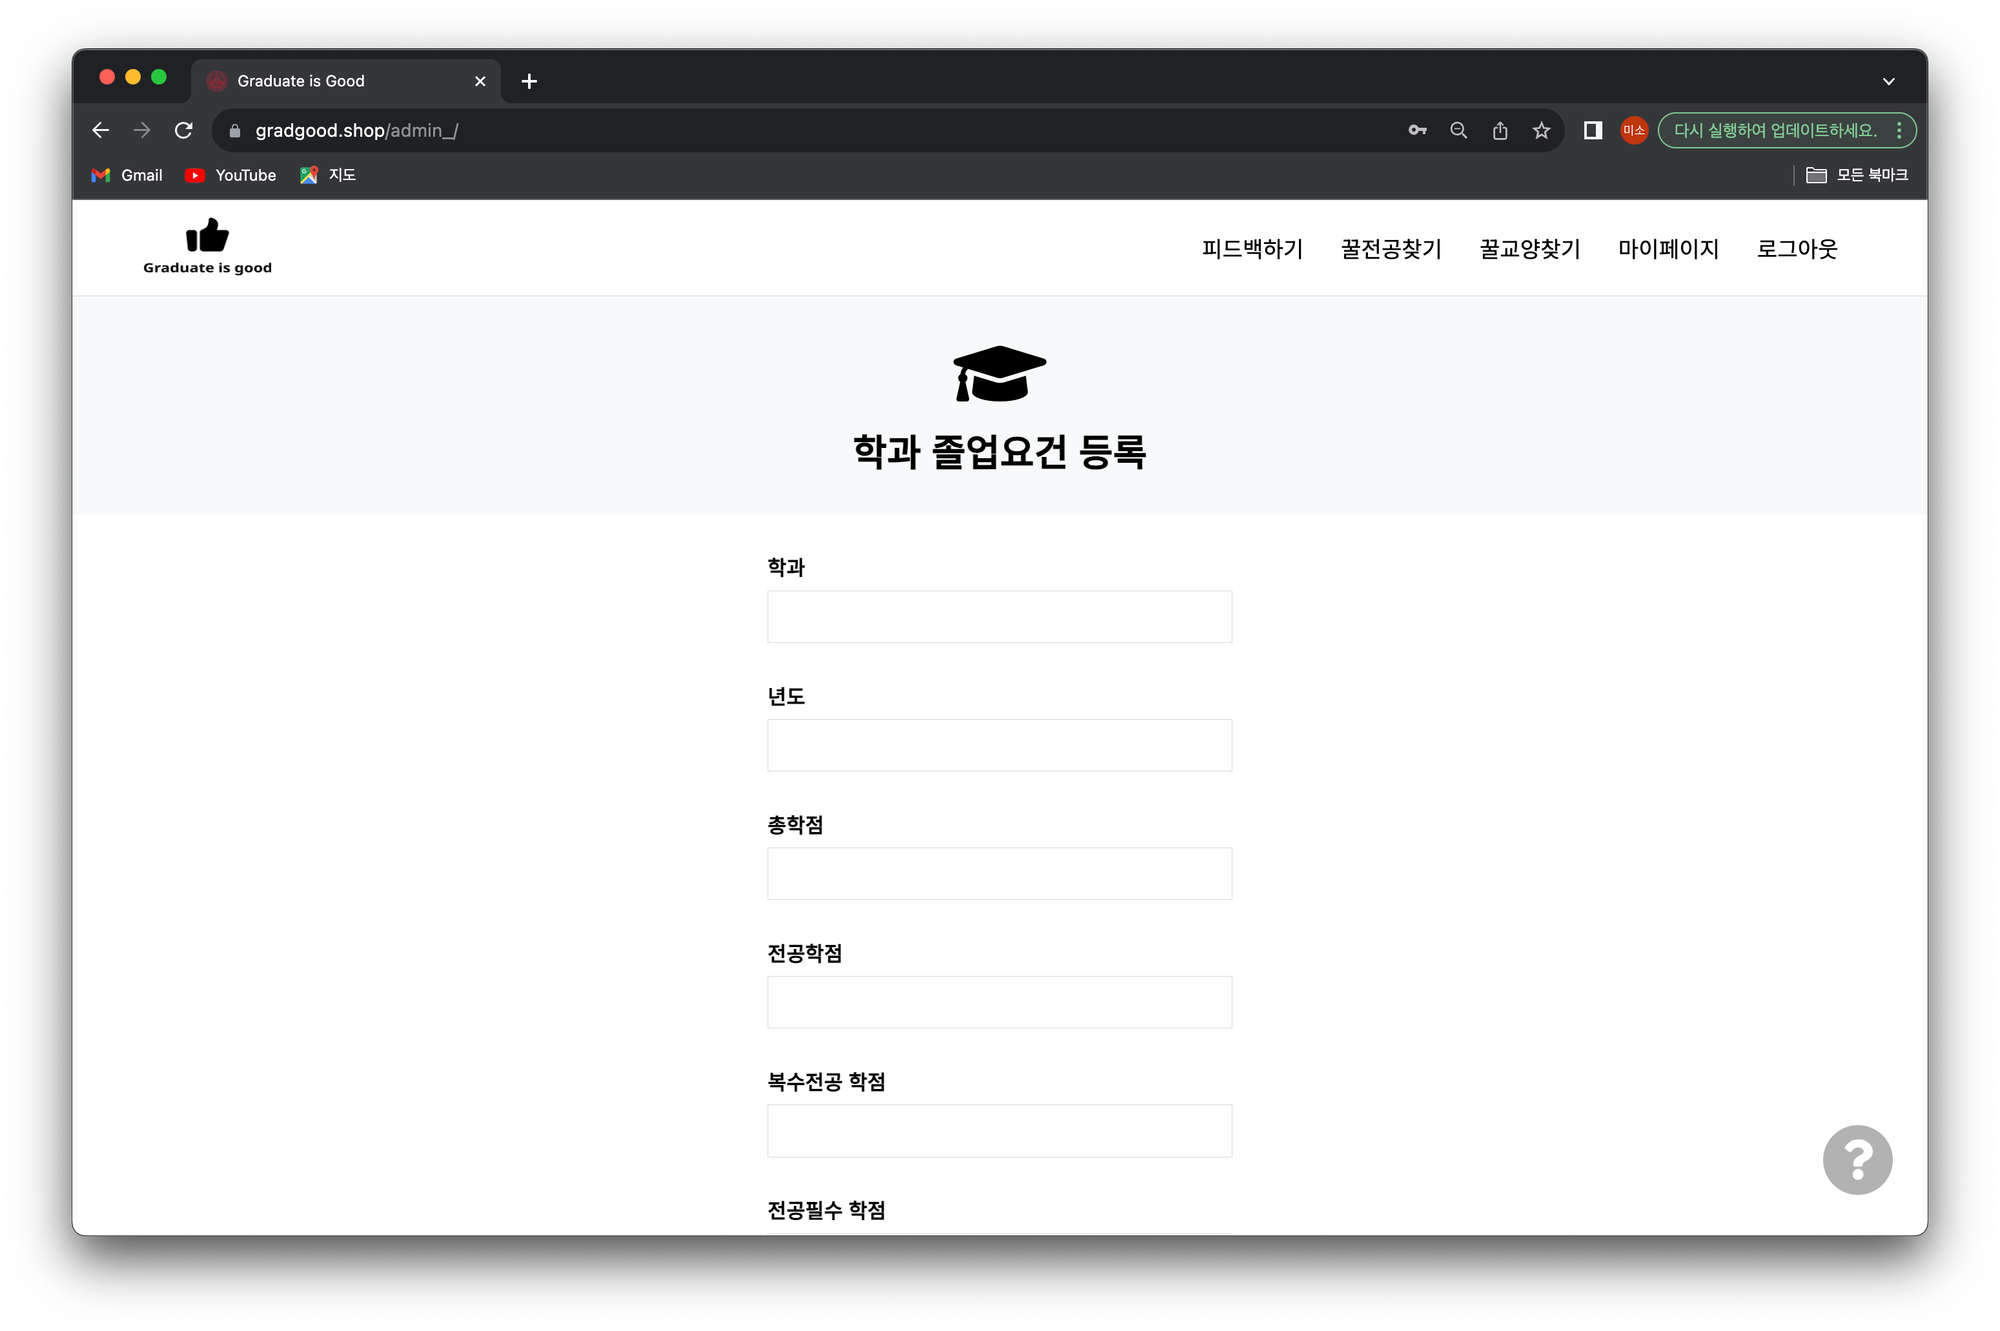 Graduate is Good
gradgood.shop/admin_/
미소
다시 실행하여 업데이트하세요.
Gmail
YouTube
지도
모든 북마크
Graduate is good
피드백하기
꿀전공찾기
꿀교양찾기
마이페이지
로그아웃
학과 졸업요건 등록
학과
년도
총학점
전공학점
복수전공 학점
?
전공필수 학점